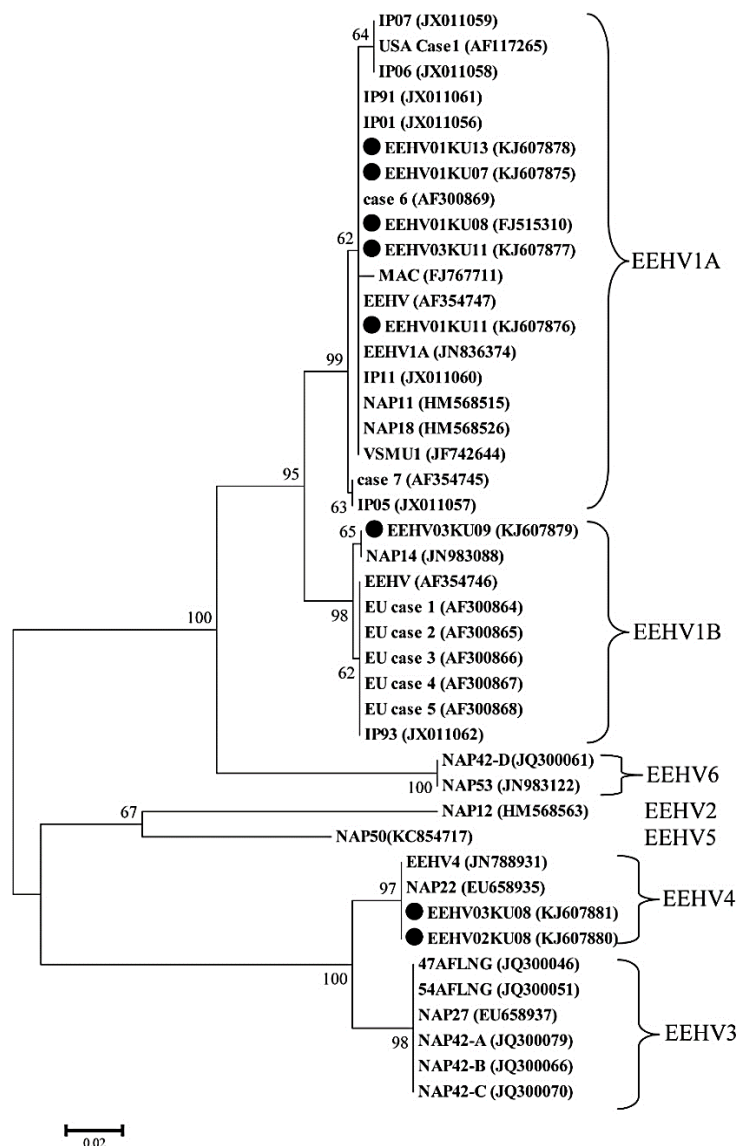 IP07 (JX011059)
64
USA Case1 (AF117265)
IP06 (JX011058)
IP91 (JX011061)
IP01 (JX011056)
EEHV01KU13 (KJ607878)
EEHV01KU07 (KJ607875)
case 6 (AF300869)
EEHV01KU08 (FJ515310)
62
EEHV03KU11 (KJ607877)
EEHV1A
MAC (FJ767711)
EEHV (AF354747)
EEHV01KU11 (KJ607876)
EEHV1A (JN836374)
99
IP11 (JX011060)
NAP11 (HM568515)
NAP18 (HM568526)
VSMU1 (JF742644)
95
case 7 (AF354745)
63
IP05 (JX011057)
65
EEHV03KU09 (KJ607879)
NAP14 (JN983088)
EEHV (AF354746)
EU case 1 (AF300864)
98
100
EU case 2 (AF300865)
EEHV1B
EU case 3 (AF300866)
62
EU case 4 (AF300867)
EU case 5 (AF300868)
IP93 (JX011062)
NAP42-D(JQ300061)
EEHV6
100
NAP53 (JN983122)
67
NAP12 (HM568563)
EEHV2
NAP50(KC854717)
EEHV5
EEHV4 (JN788931)
97
NAP22 (EU658935)
EEHV4
EEHV03KU08 (KJ607881)
EEHV02KU08 (KJ607880)
47AFLNG (JQ300046)
100
54AFLNG (JQ300051)
NAP27 (EU658937)
EEHV3
NAP42-A (JQ300079)
98
NAP42-B (JQ300066)
NAP42-C (JQ300070)
0.02